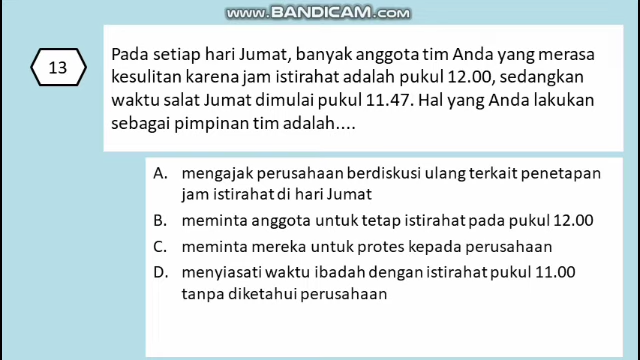 www.BANDICAM.com
13
Pada setiap hari Jumat, banyak anggota tim Anda yang merasa
kesulitan karena jam istirahat adalah pukul 12.00, sedangkan
waktu salat Jumat dimulai pukul 11.47. Hal yang Anda lakukan
sebagai pimpinan tim adalah....
A. mengajak perusahaan berdiskusi ulang terkait penetapan
jam istirahat di hari Jumat
B. meminta anggota untuk tetap istirahat pada pukul 12.00
C. meminta mereka untuk protes kepada perusahaan
D. menyiasati waktu ibadah dengan istirahat pukul 11.00
tanpa diketahui perusahaan